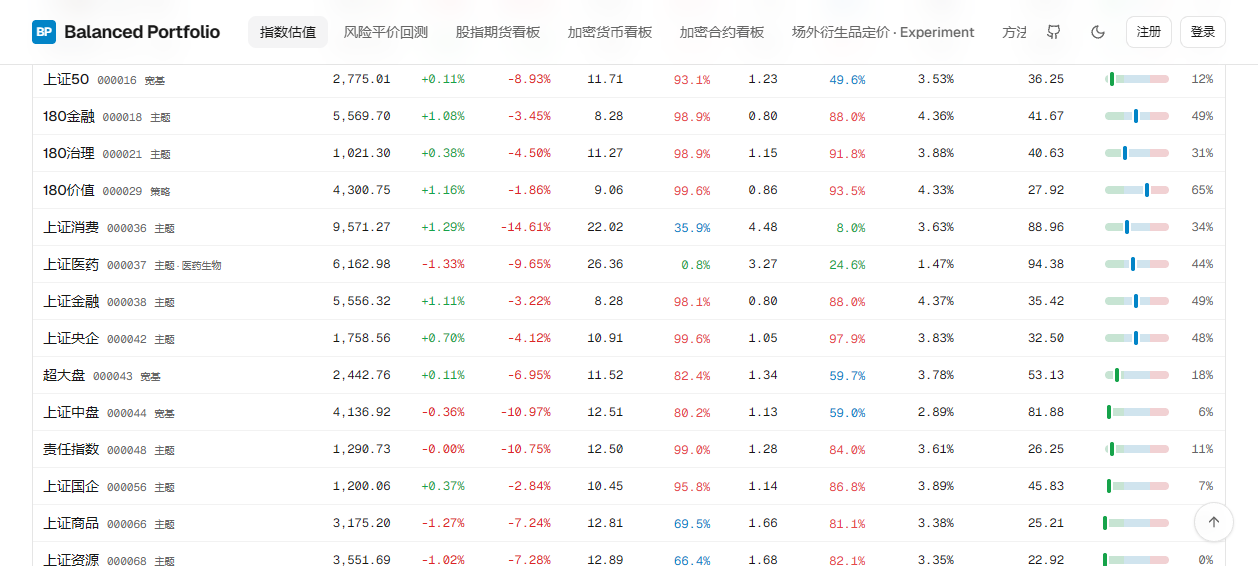 BP Balanced Portfolio 指数估值 风险平价回测 股指期货看板 加密货币看板 加密合约看板 场外衍生品定价 · Experiment 方法 注册 登录
上证50 000016 宽基 2,775.01 +0.11% -8.93% 11.71 93.1% 1.23 49.6% 3.53% 36.25 12%
180金融 000018 主题 5,569.70 +1.08% -3.45% 8.28 98.9% 0.80 88.0% 4.36% 41.67 49%
180治理 000021 主题 1,021.30 +0.38% -4.50% 11.27 98.9% 1.15 91.8% 3.88% 40.63 31%
180价值 000029 策略 4,300.75 +1.16% -1.86% 9.06 99.6% 0.86 93.5% 4.33% 27.92 65%
上证消费 000036 主题 9,571.27 +1.29% -14.61% 22.02 35.9% 4.48 8.0% 3.63% 88.96 34%
上证医药 000037 主题 · 医药生物 6,162.98 -1.33% -9.65% 26.36 0.8% 3.27 24.6% 1.47% 94.38 44%
上证金融 000038 主题 5,556.32 +1.11% -3.22% 8.28 98.1% 0.80 88.0% 4.37% 35.42 49%
上证央企 000042 主题 1,758.56 +0.70% -4.12% 10.91 99.6% 1.05 97.9% 3.83% 32.50 48%
超大盘 000043 宽基 2,442.76 +0.11% -6.95% 11.52 82.4% 1.34 59.7% 3.78% 53.13 18%
上证中盘 000044 宽基 4,136.92 -0.36% -10.97% 12.51 80.2% 1.13 59.0% 2.89% 81.88 6%
责任指数 000048 主题 1,290.73 -0.00% -10.75% 12.50 99.0% 1.28 84.0% 3.61% 26.25 11%
上证国企 000056 主题 1,200.06 +0.37% -2.84% 10.45 95.8% 1.14 86.8% 3.89% 45.83 7%
上证商品 000066 主题 3,175.20 -1.27% -7.24% 12.81 69.5% 1.66 81.1% 3.38% 25.21
上证资源 000068 主题 3,551.69 -1.02% -7.28% 12.89 66.4% 1.68 82.1% 3.35% 22.92 0%